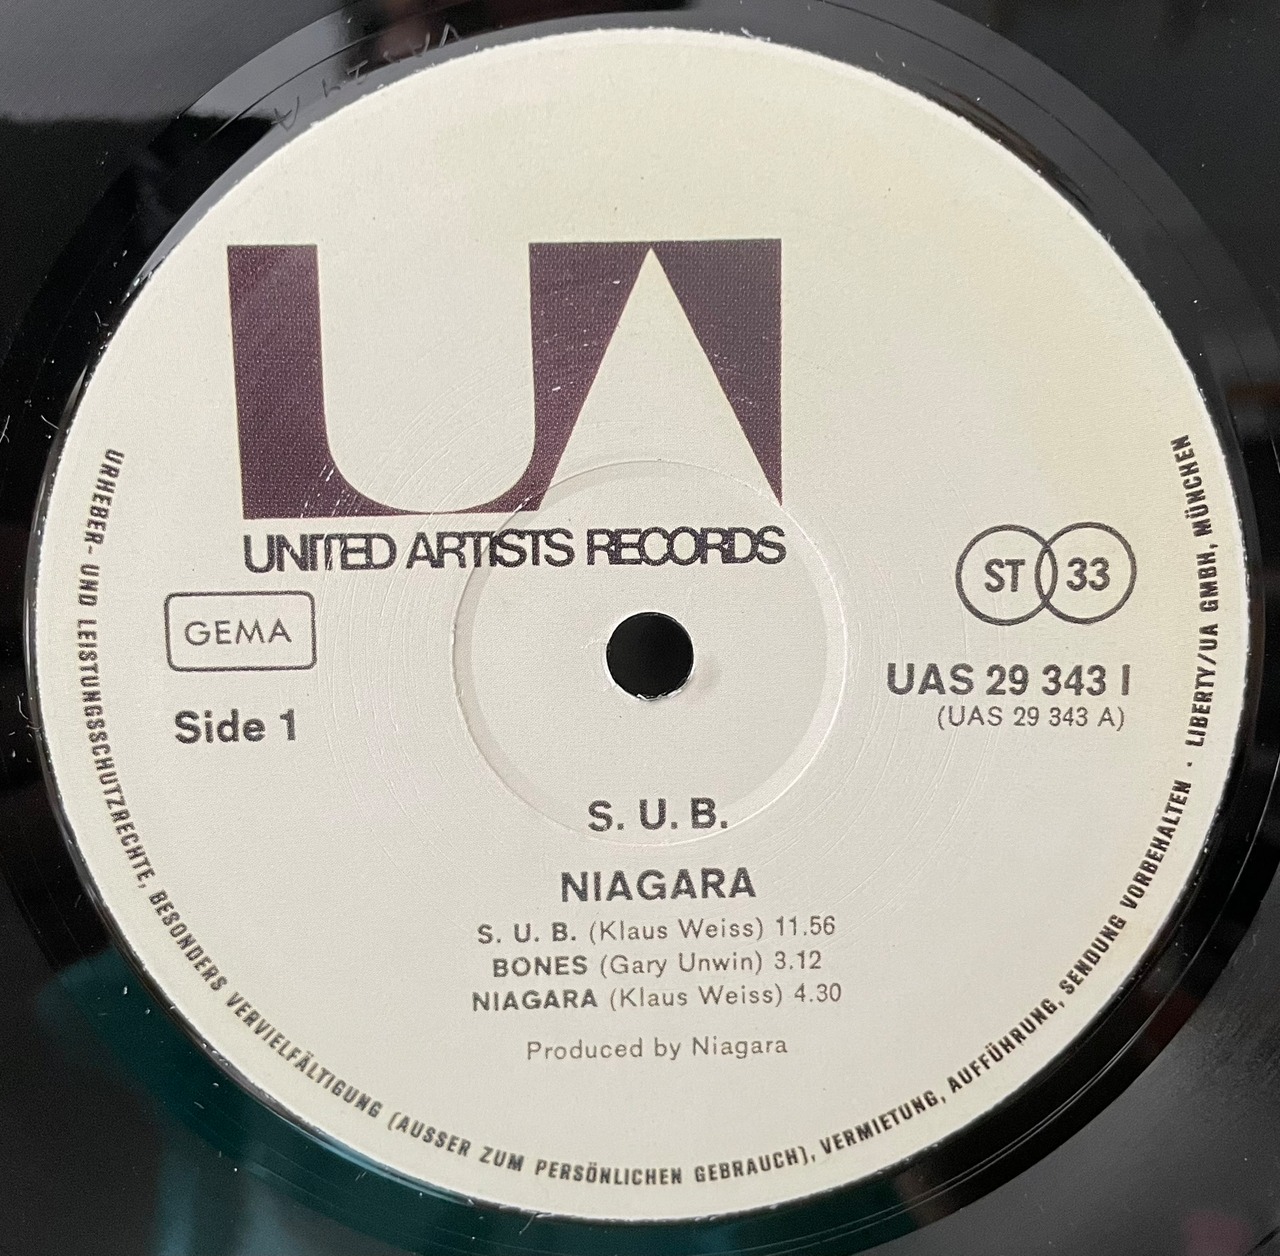 UA
UNITED ARTISTS RECORDS
GEMA
ST 33
Side 1
UAS 29 343 I
(UAS 29 343 A)
S. U. B.
NIAGARA
S. U. B. (Klaus Weiss) 11.56
BONES (Gary Unwin) 3.12
NIAGARA (Klaus Weiss) 4.30
Produced by Niagara
URHEBER- UND LEISTUNGSSCHUTZRECHTE, BESONDERS VERVIELFÄLTIGUNG (AUSSER ZUM PERSÖNLICHEN GEBRAUCH), VERMIETUNG, AUFFÜHRUNG, SENDUNG VORBEHALTEN · LIBERTY/UA GMBH, MÜNCHEN